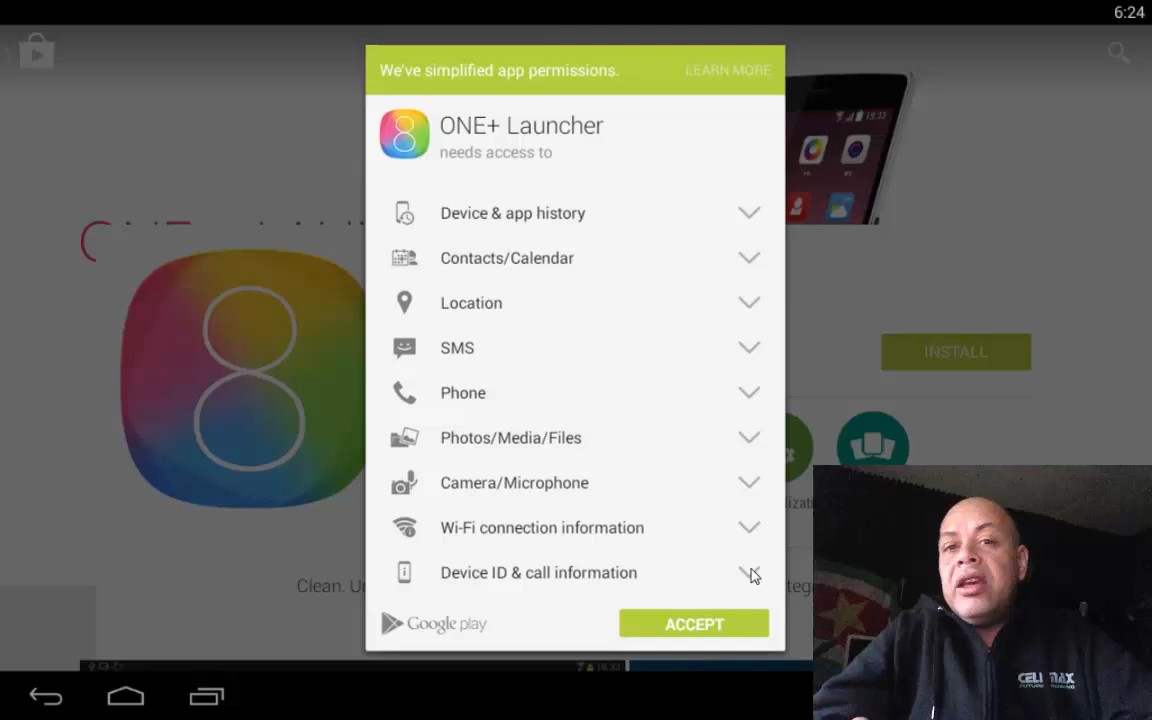 6:24
We've simplified app permissions.
LEARN MORE
ONE+ Launcher
needs access to
Device & app history
Contacts/Calendar
Location
SMS
Phone
Photos/Media/Files
Camera/Microphone
Wi-Fi connection information
Device ID & call information
Google play
ACCEPT
INSTALL
Clean.